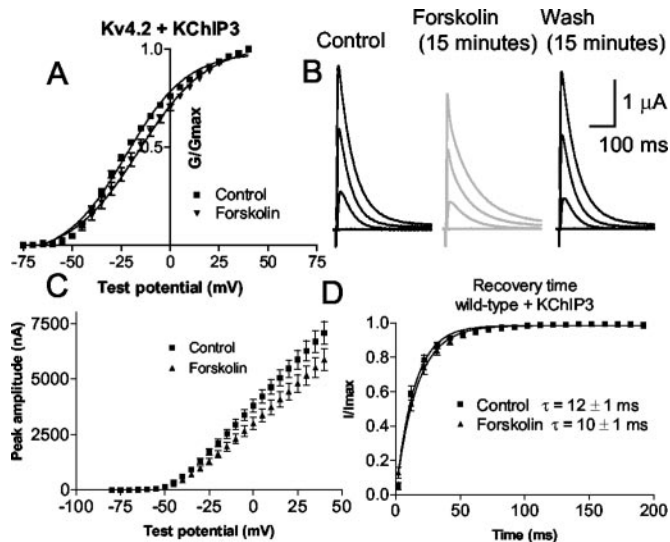 Kv4.2 + KChIP3
A
1.0
0.5
G/Gmax
Control
Forskolin
-75 -50 -25 0 25 50 75
Test potential (mV)
B
Control
Forskolin
(15 minutes)
Wash
(15 minutes)
1 μA
100 ms
C
Peak amplitude (nA)
7500
5000
2500
0
Control
Forskolin
-100 -75 -50 -25 0 25 50
Test potential (mV)
D
Recovery time
wild-type + KChIP3
I/Imax
1.0
0.8
0.6
0.4
0.2
0.0
Control τ = 12 ± 1 ms
Forskolin τ = 10 ± 1 ms
0 50 100 150 200
Time (ms)